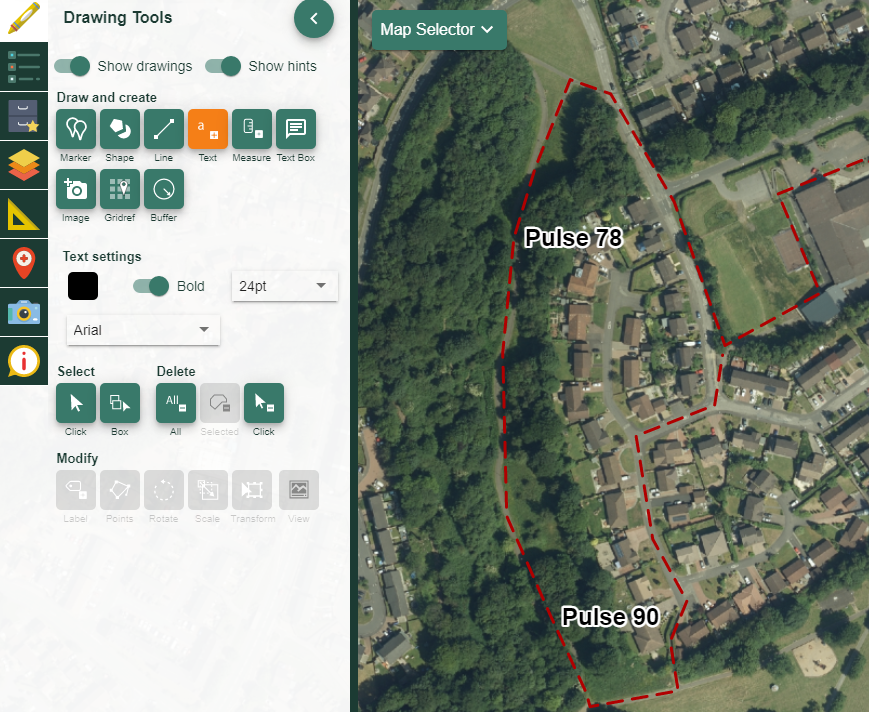 Drawing Tools
Show drawings
Show hints
Draw and create
a
Marker
Shape
Line
Text
Measure
Text Box
Image
Gridref
Buffer
Text settings
Bold
24pt
Arial
Select
Delete
All
Click
Box
All
Selected
Click
Modify
Label
Points
Rotate
Scale
Transform
View
Map Selector
Pulse 78
Pulse 90